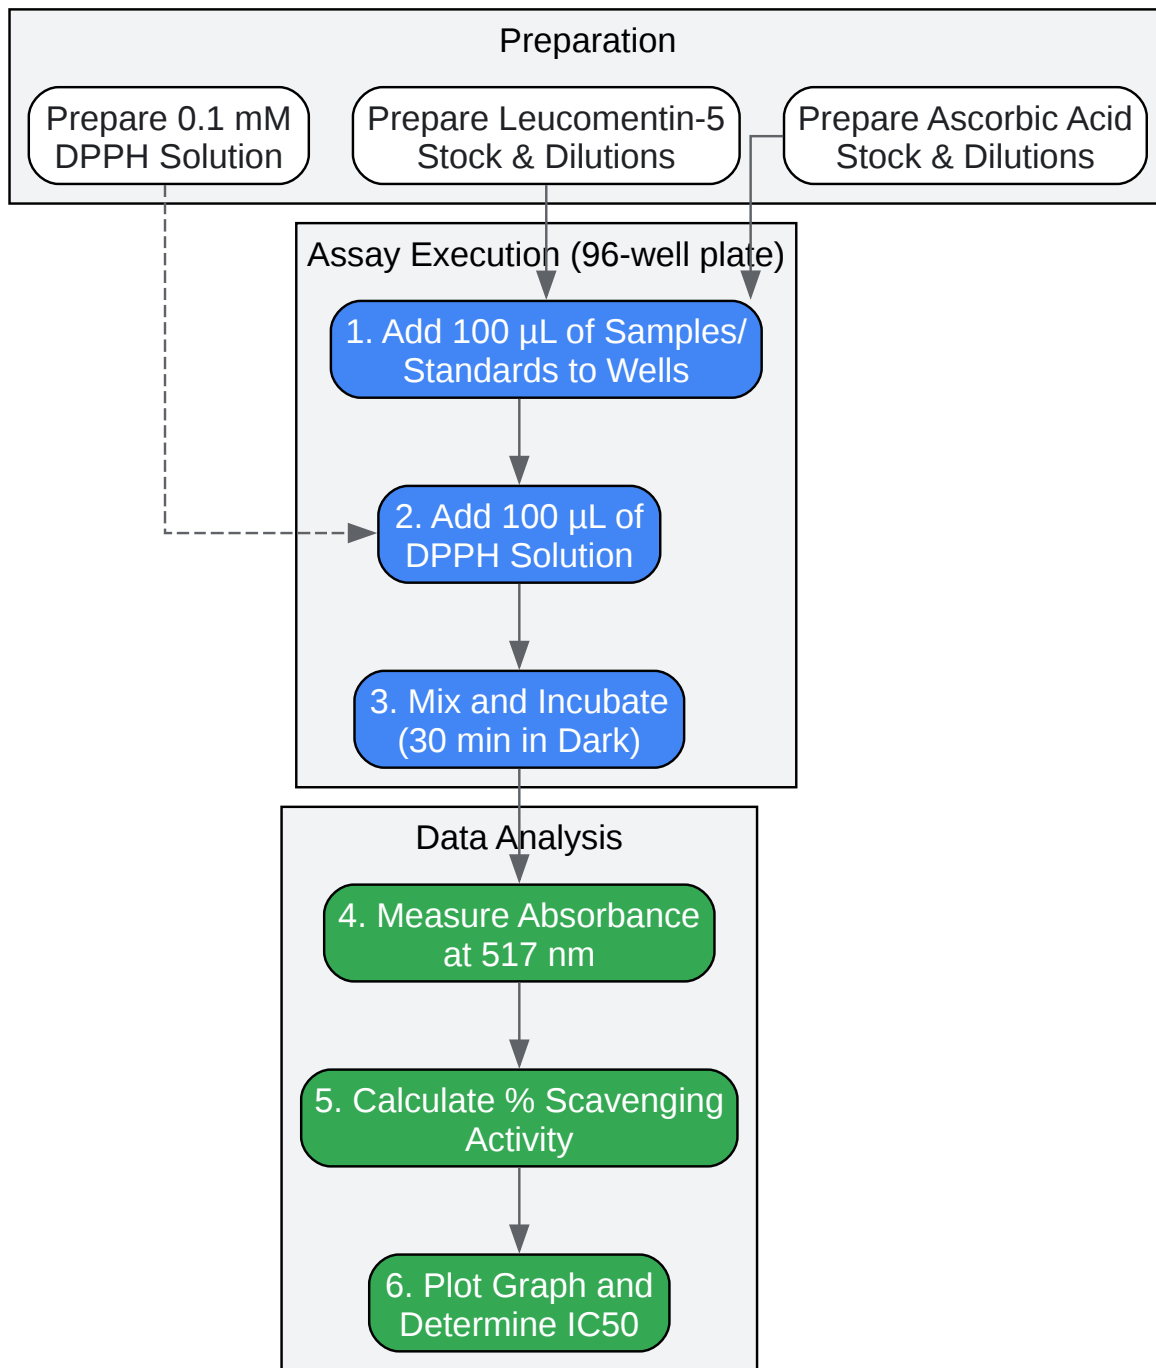 Preparation
Prepare 0.1 mM
DPPH Solution
Prepare Leucomentin-5
Stock & Dilutions
Prepare Ascorbic Acid
Stock & Dilutions
Assay Execution (96-well plate)
1. Add 100 µL of Samples/
Standards to Wells
2. Add 100 µL of
DPPH Solution
3. Mix and Incubate
(30 min in Dark)
Data Analysis
4. Measure Absorbance
at 517 nm
5. Calculate % Scavenging
Activity
6. Plot Graph and
Determine IC50